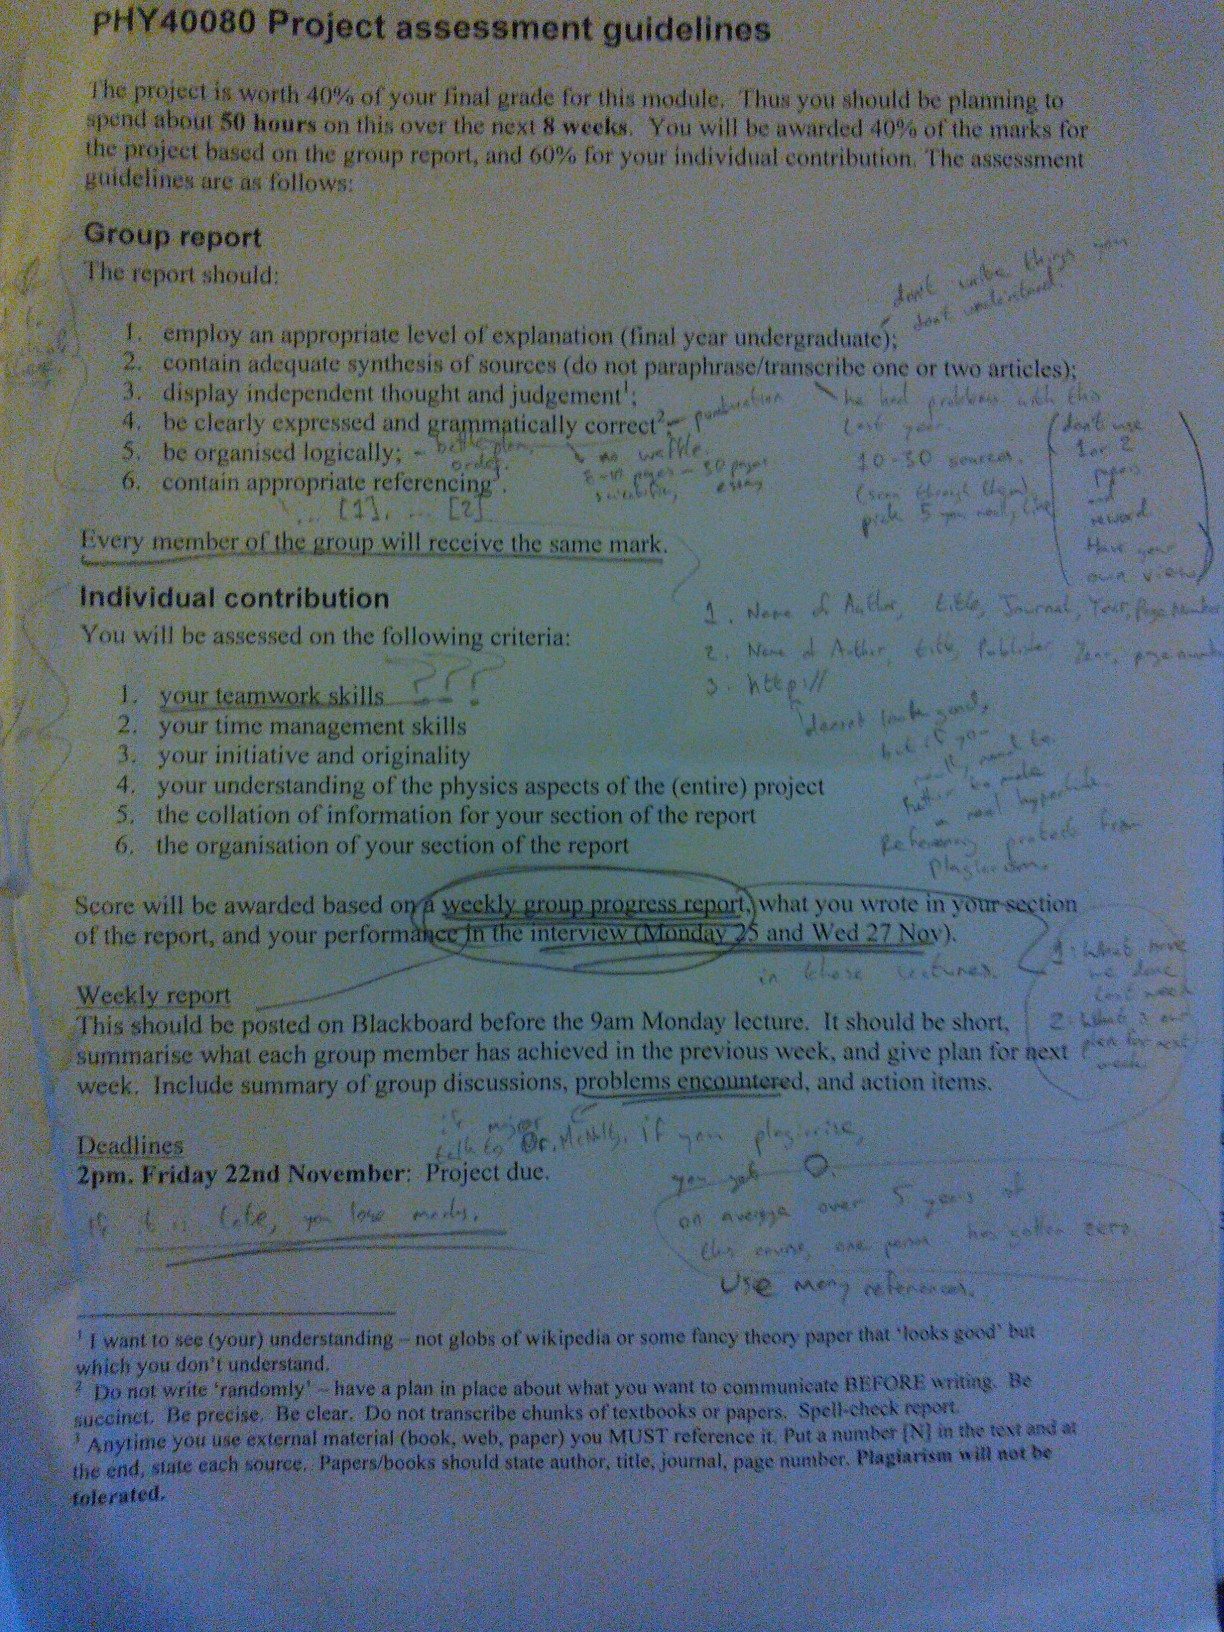 PHY40080 Project assessment guidelines
The project is worth 40% of your final grade for this module. Thus you should be planning to
spend about 50 hours on this over the next 8 weeks. You will be awarded 40% of the marks for
the project based on the group report, and 60% for your individual contribution. The assessment
guidelines are as follows:
Group report
The report should:
don't write things you
dont understand.
1. employ an appropriate level of explanation (final year undergraduate);
2. contain adequate synthesis of sources (do not paraphrase/transcribe one or two articles);
3. display independent thought and judgement¹;
he had problems with this
last year.
4. be clearly expressed and grammatically correct² - punctuation
5. be organised logically; -
order.
no waffle.
8-10 pages - 30 pages
essay
6. contain appropriate referencing³.
... [1]. ... [2]
10-30 sources.
(scan through them)
pick 5 you really like
(don't use
1 or 2
papers
and
reword
Have your
own view)
Every member of the group will receive the same mark.
Individual contribution
1. Name of Author, title, Journal, Year, Page Number
2. Name of Author, title, Publisher, Year, page number
3. http://
You will be assessed on the following criteria:
1. your teamwork skills ???
2. your time management skills
3. your initiative and originality
4. your understanding of the physics aspects of the (entire) project
5. the collation of information for your section of the report
6. the organisation of your section of the report
doesnt look good,
but if you
really need to.
Referencing protects from
plagiarism.
Score will be awarded based on a weekly group progress report, what you wrote in your section
of the report, and your performance in the interview (Monday 25 and Wed 27 Nov).
in these lectures.
1: What have
we done
last week
2: What is our
plan for next
week
Weekly report
This should be posted on Blackboard before the 9am Monday lecture. It should be short,
summarise what each group member has achieved in the previous week, and give plan for next
week. Include summary of group discussions, problems encountered, and action items.
if major
talk to Dr. McNally.
if you plagiarise,
you get 0.
on average over 5 years of
this course, one person has gotten zero
Use many references.
Deadlines
2pm. Friday 22nd November: Project due.
If it is late, you lose marks.
¹ I want to see (your) understanding – not globs of wikipedia or some fancy theory paper that 'looks good' but
which you don't understand.
² Do not write 'randomly' – have a plan in place about what you want to communicate BEFORE writing. Be
succinct. Be precise. Be clear. Do not transcribe chunks of textbooks or papers. Spell-check report.
³ Anytime you use external material (book, web, paper) you MUST reference it. Put a number [N] in the text and at
the end, state each source. Papers/books should state author, title, journal, page number. Plagiarism will not be
tolerated.